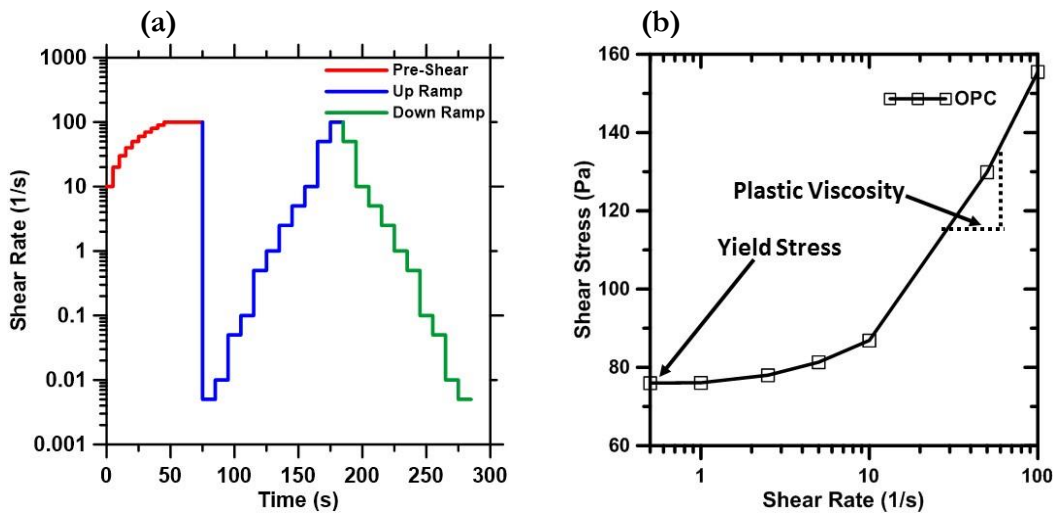 (a)
Shear Rate (1/s)
1000
100
10
1
0.1
0.01
0.001
Pre-Shear
Up Ramp
Down Ramp
0 50 100 150 200 250 300
Time (s)
(b)
Shear Stress (Pa)
160
140
120
100
80
60
OPC
Plastic Viscosity
Yield Stress
1 10 100
Shear Rate (1/s)